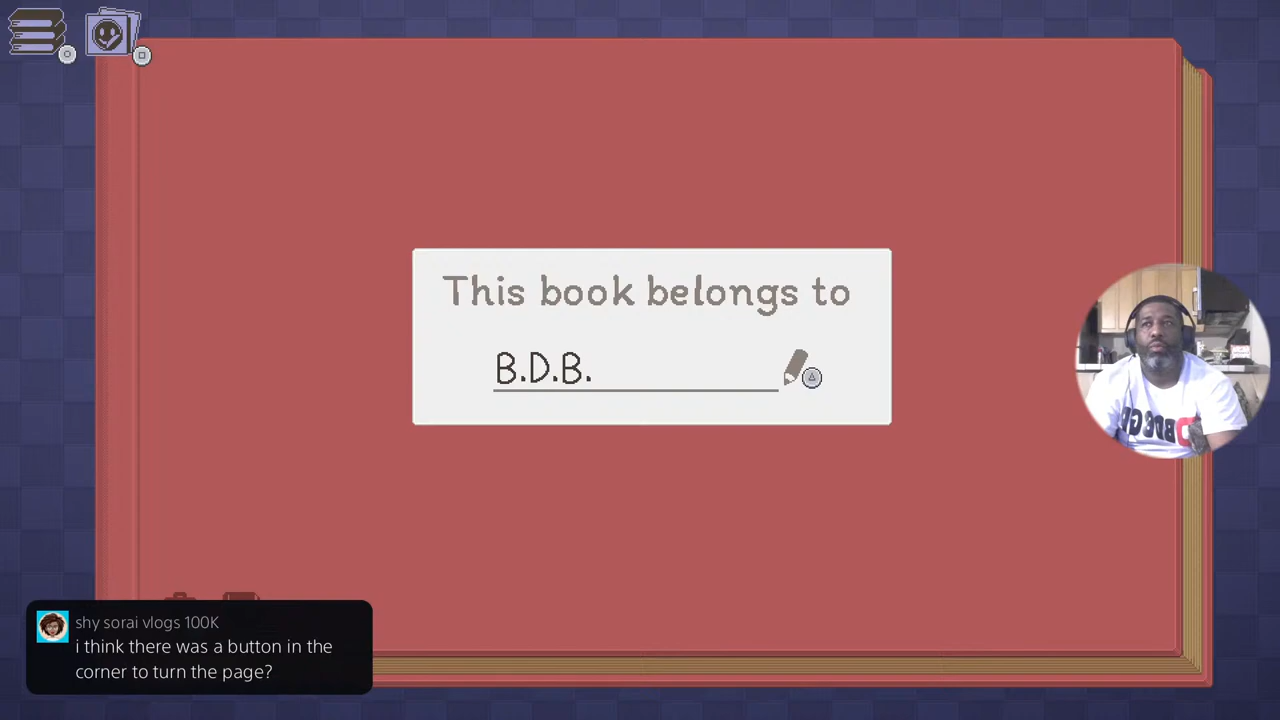 This book belongs to
B.D.B.
shy sorai vlogs 100K
i think there was a button in the
corner to turn the page?